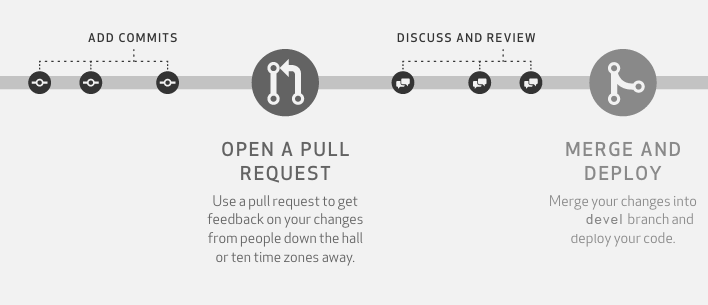 ADD COMMITS
DISCUSS AND REVIEW
OPEN A PULL
REQUEST
Use a pull request to get
feedback on your changes
from people down the hall
or ten time zones away.
MERGE AND
DEPLOY
Merge your changes into
devel branch and
deploy your code.